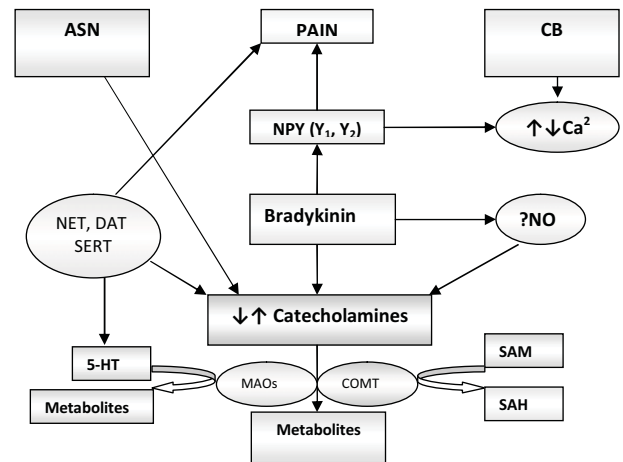 ASN
PAIN
CB
NPY (Y₁, Y₂)
↑↓Ca²
NET, DAT
SERT
Bradykinin
?NO
↓↑ Catecholamines
5-HT
MAOs
COMT
SAM
Metabolites
SAH
Metabolites